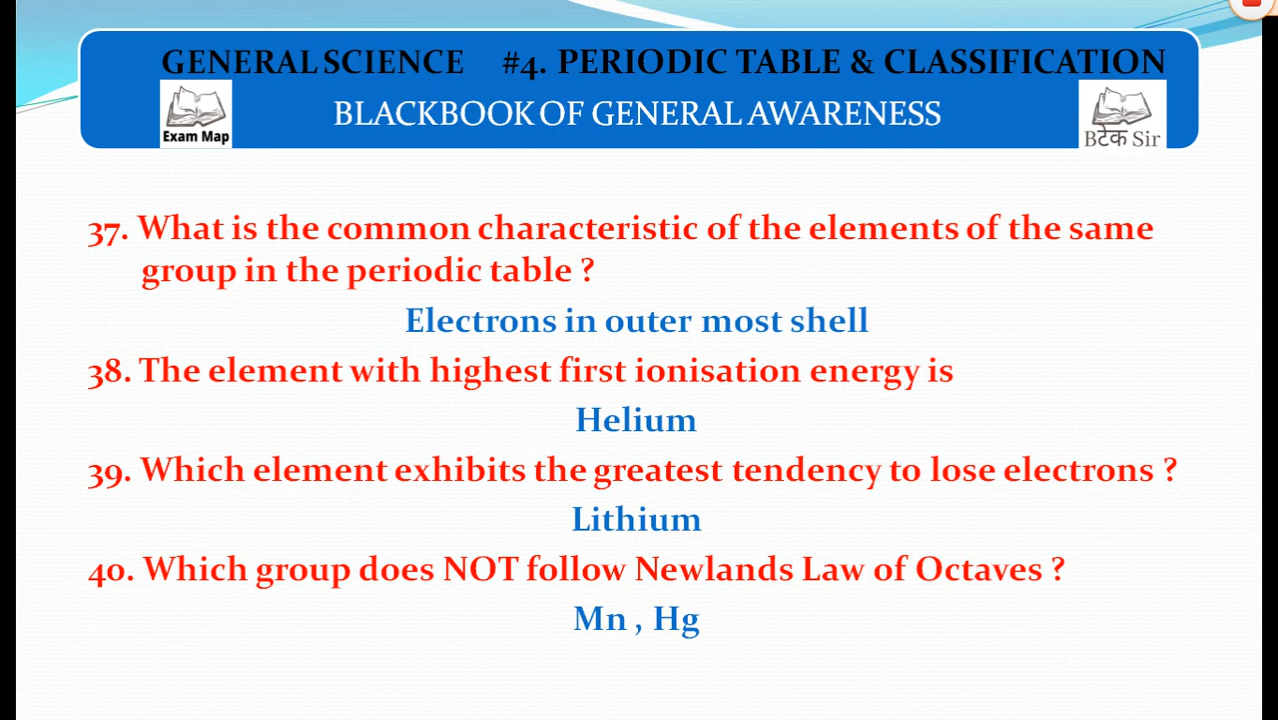 GENERAL SCIENCE #4. PERIODIC TABLE & CLASSIFICATION
BLACKBOOK OF GENERAL AWARENESS
Exam Map
Bटेक Sir
37. What is the common characteristic of the elements of the same
group in the periodic table ?
Electrons in outer most shell
38. The element with highest first ionisation energy is
Helium
39. Which element exhibits the greatest tendency to lose electrons ?
Lithium
40. Which group does NOT follow Newlands Law of Octaves ?
Mn , Hg